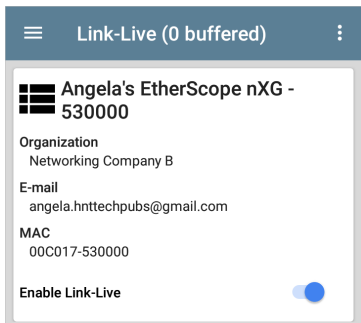 Link-Live (0 buffered)
Angela's EtherScope nXG -
530000
Organization
Networking Company B
E-mail
angela.hnttechpubs@gmail.com
MAC
00C017-530000
Enable Link-Live